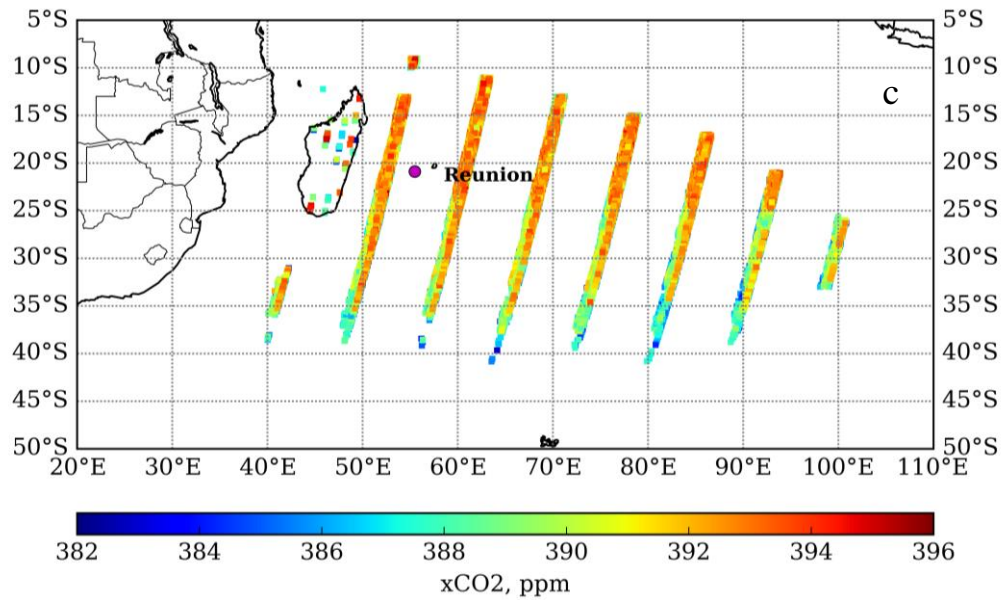 5°S 5°S
10°S 10°S
c
15°S 15°S
20°S 20°S
Reunion
25°S 25°S
30°S 30°S
35°S 35°S
40°S 40°S
45°S 45°S
50°S 50°S
20°E 30°E 40°E 50°E 60°E 70°E 80°E 90°E 100°E 110°E
382 384 386 388 390 392 394 396
xCO2, ppm